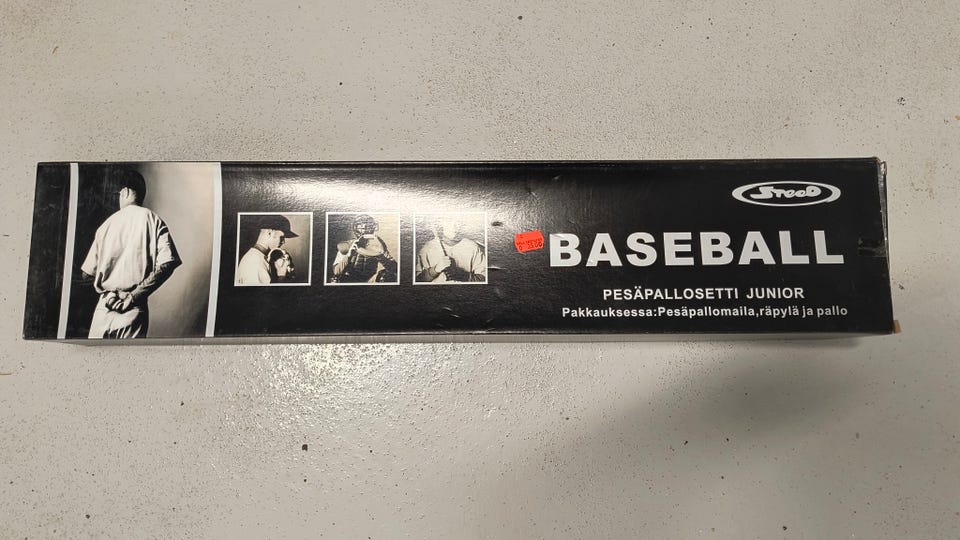 STEED
BASEBALL
PESÄPALLOSETTI JUNIOR
Pakkauksessa:Pesäpallomaila,räpylä ja pallo